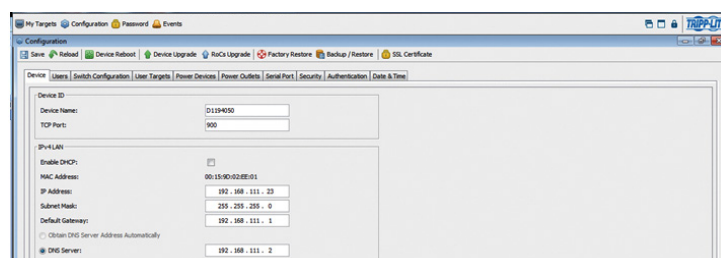 My Targets Configuration Password Events TRIPP-LIT
Configuration
Save Reload Device Reboot Device Upgrade RoCs Upgrade Factory Restore Backup / Restore SSL Certificate
Device Users Switch Configuration User Targets Power Devices Power Outlets Serial Port Security Authentication Date & Time
Device ID
Device Name: D1194050
TCP Port: 900
IPv4 LAN
Enable DHCP:
MAC Address: 00:15:9D:02:EE:01
IP Address: 192 . 168 . 111 . 23
Subnet Mask: 255 . 255 . 255 . 0
Default Gateway: 192 . 168 . 111 . 1
Obtain DNS Server Address Automatically
DNS Server: 192 . 168 . 111 . 2